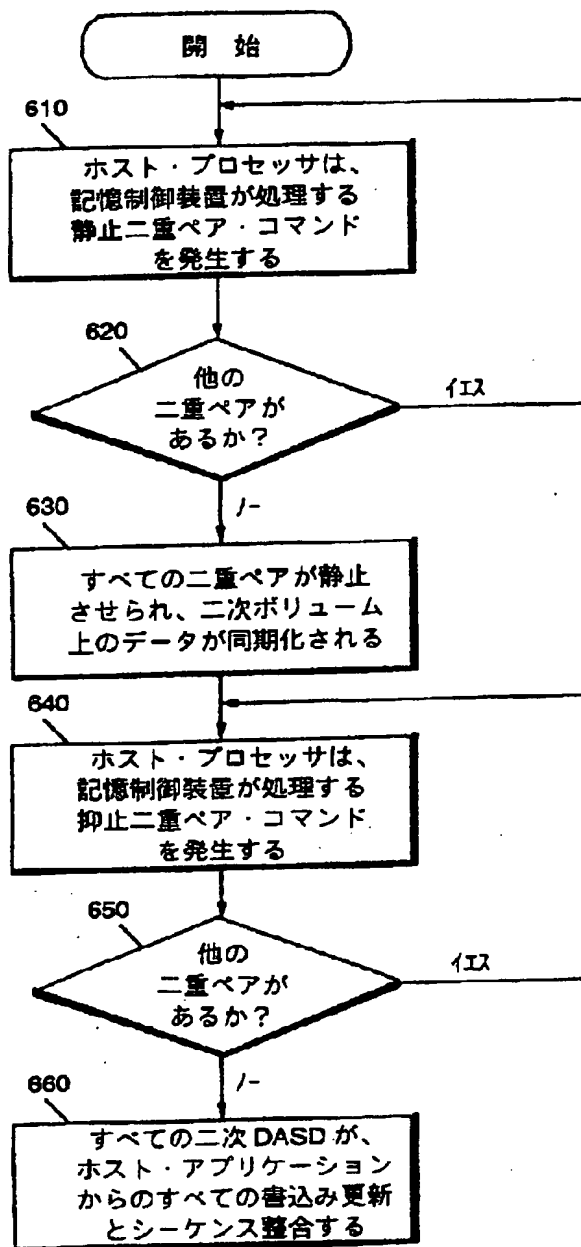 開 始
610
ホスト・プロセッサは、
記憶制御装置が処理する
静止二重ペア・コマンド
を発生する
620
他の
二重ペアが
あるか？
イエス
ノー
630
すべての二重ペアが静止
させられ、二次ボリューム
上のデータが同期化される
640
ホスト・プロセッサは、
記憶制御装置が処理する
抑止二重ペア・コマンド
を発生する
650
他の
二重ペアが
あるか？
イエス
ノー
660
すべての二次 DASD が、
ホスト・アプリケーション
からのすべての書込み更新
とシーケンス整合する